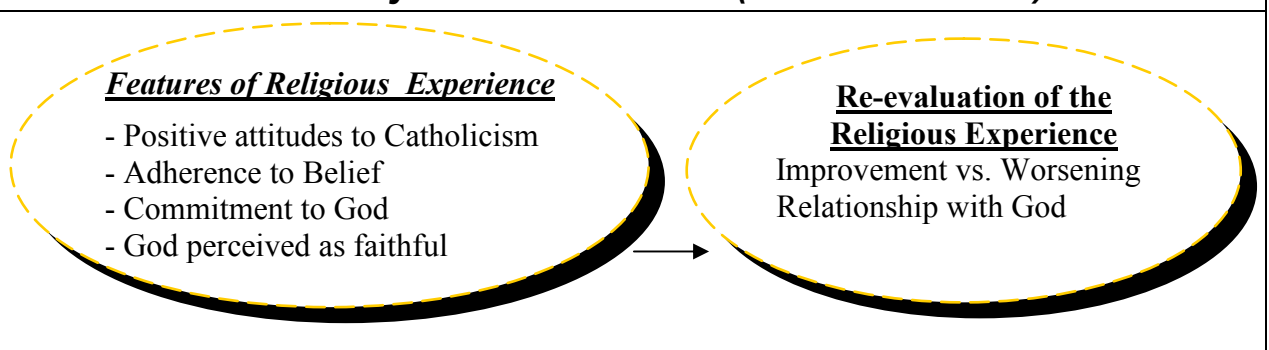 Features of Religious Experience
- Positive attitudes to Catholicism
- Adherence to Belief
- Commitment to God
- God perceived as faithful
Re-evaluation of the
Religious Experience
Improvement vs. Worsening
Relationship with God